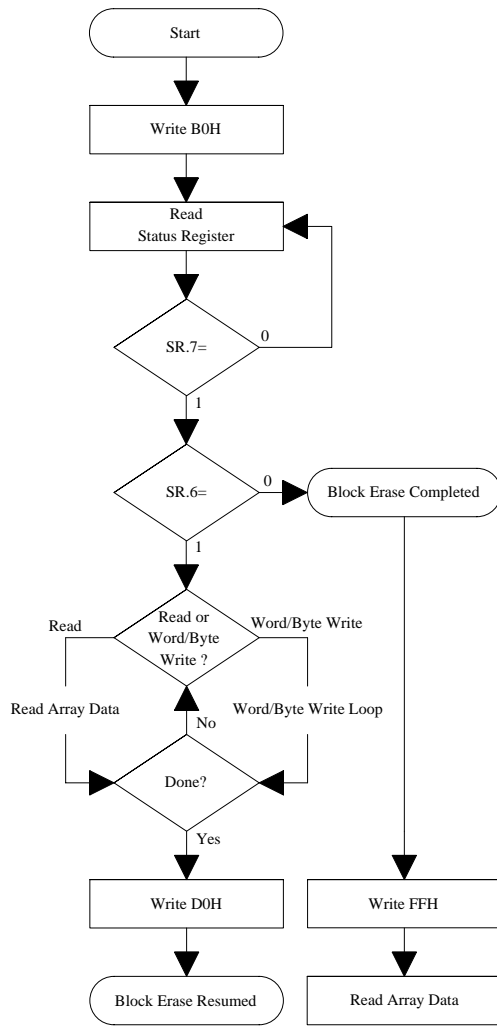 Start
Write B0H
Read
Status Register
SR.7=
0
1
SR.6=
0
Block Erase Completed
1
Read
Read or
Word/Byte
Write ?
Word/Byte Write
Read Array Data
No
Word/Byte Write Loop
Done?
Yes
Write D0H
Write FFH
Block Erase Resumed
Read Array Data